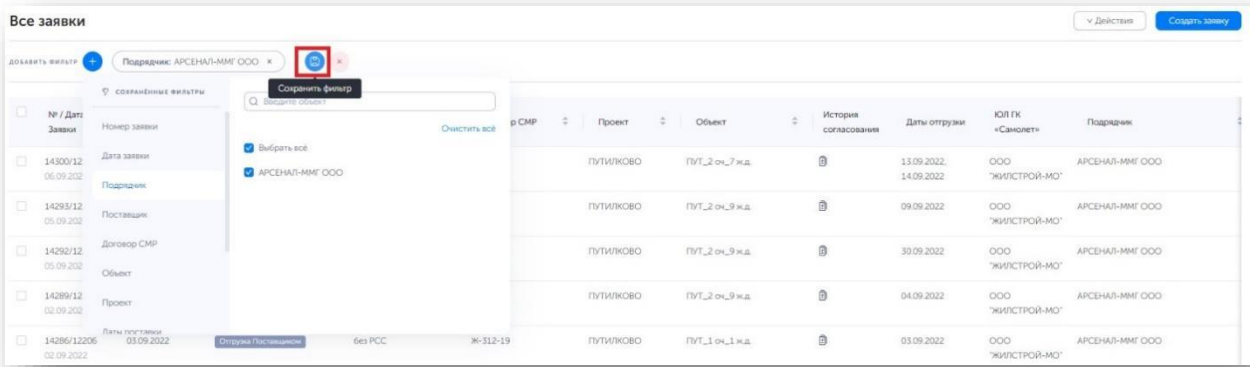 Все заявки
Действия
Создать заявку
ДОБАВИТЬ ФИЛЬТР
Подрядчик: АРСЕНАЛ-ММГ ООО
Сохранить фильтр
СОХРАНЁННЫЕ ФИЛЬТРЫ
Номер заявки
Дата заявки
Подрядчик
Поставщик
Договор СМР
Объект
Проект
Даты поставки
Введите объект
Очистить всё
Выбрать всё
АРСЕНАЛ-ММГ ООО
№ / Дата
Заявки
р СМР
Проект
Объект
История
согласования
Даты отгрузки
ЮЛ ГК
«Самолет»
Подрядчик
14300/12
06.09.202
ПУТИЛКОВО
ПУТ_2 оч_7 ж.д.
13.09.2022,
14.09.2022
ООО
"ЖИЛСТРОЙ-МО"
АРСЕНАЛ-ММГ ООО
14293/12
05.09.202
ПУТИЛКОВО
ПУТ_2 оч_9 ж.д.
09.09.2022
ООО
"ЖИЛСТРОЙ-МО"
АРСЕНАЛ-ММГ ООО
14292/12
05.09.202
ПУТИЛКОВО
ПУТ_2 оч_9 ж.д.
30.09.2022
ООО
"ЖИЛСТРОЙ-МО"
АРСЕНАЛ-ММГ ООО
14289/12
02.09.202
ПУТИЛКОВО
ПУТ_2 оч_9 ж.д.
04.09.2022
ООО
"ЖИЛСТРОЙ-МО"
АРСЕНАЛ-ММГ ООО
14286/12206
02.09.2022
03.09.2022
Отгрузка Поставщиком
без РСС
Ж-312-19
ПУТИЛКОВО
ПУТ_1 оч_1 ж.д.
03.09.2022
ООО
"ЖИЛСТРОЙ-МО"
АРСЕНАЛ-ММГ ООО